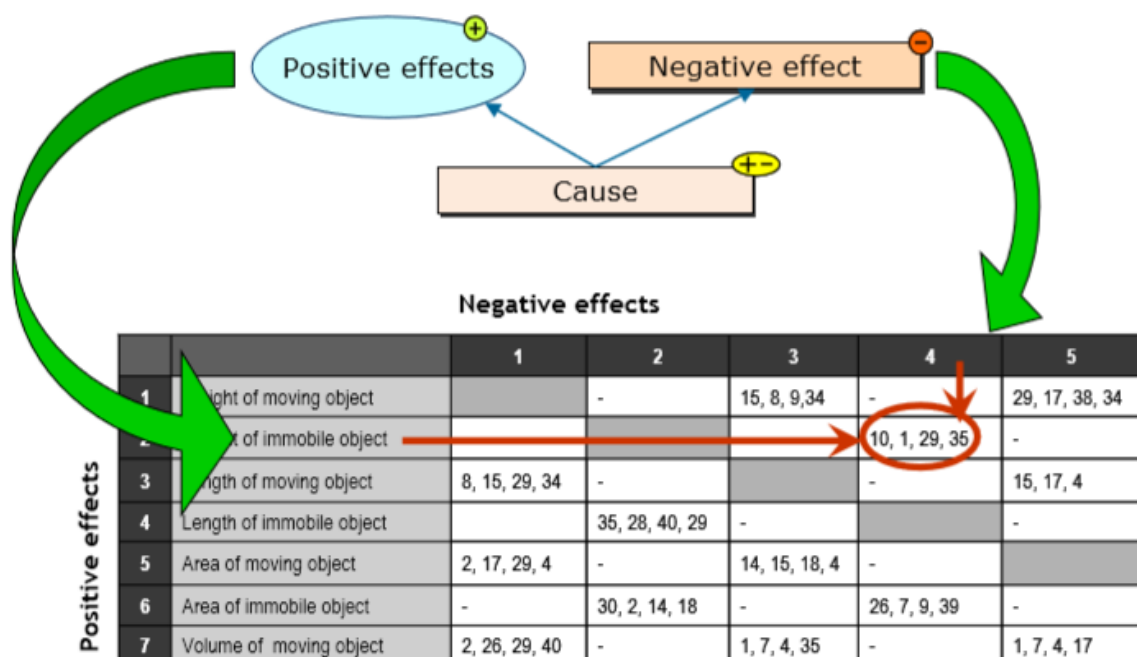 +
−
Positive effects
Negative effect
+ −
Cause
Negative effects
Positive effects
1 2 3 4 5
1 ight of moving object - 15, 8, 9,34 - 29, 17, 38, 34
2 t of immobile object 10, 1, 29, 35 -
3 ngth of moving object 8, 15, 29, 34 - - 15, 17, 4
4 Length of immobile object 35, 28, 40, 29 - -
5 Area of moving object 2, 17, 29, 4 - 14, 15, 18, 4 -
6 Area of immobile object - 30, 2, 14, 18 - 26, 7, 9, 39 -
7 Volume of moving object 2, 26, 29, 40 - 1, 7, 4, 35 - 1, 7, 4, 17